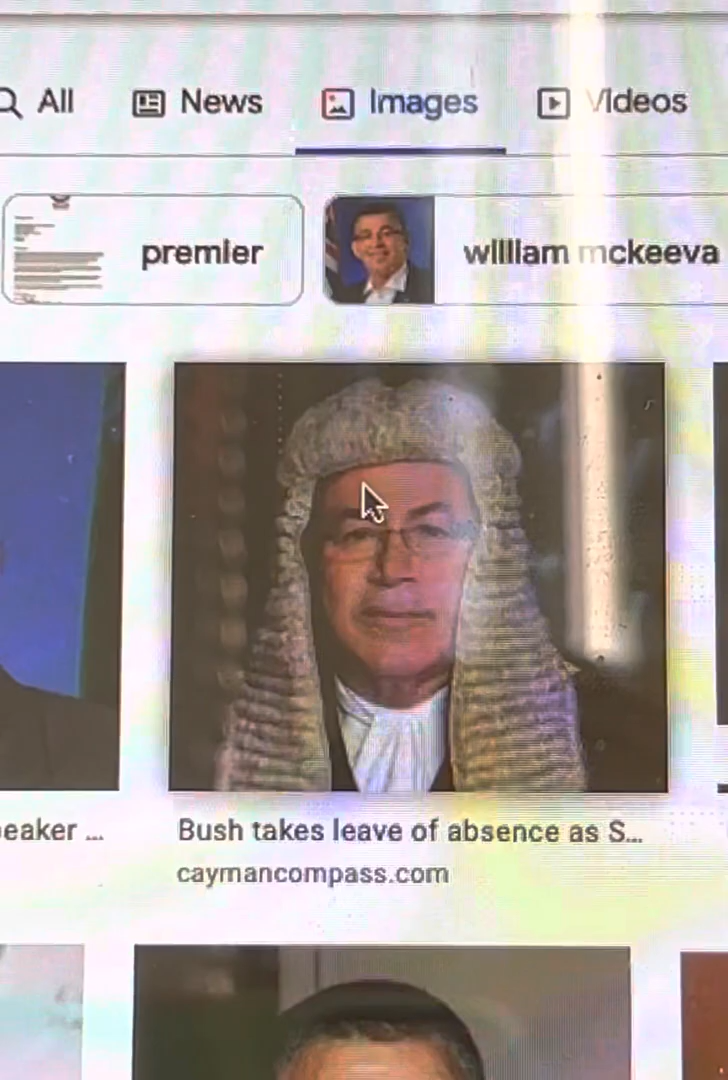 All
News
Images
Videos
premier
william mckeeva
eaker ...
Bush takes leave of absence as S...
caymancompass.com